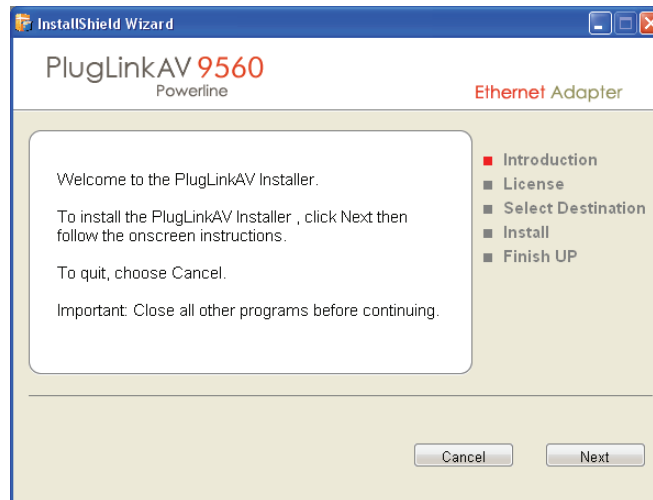 InstallShield Wizard
PlugLinkAV 9560
Powerline
Ethernet Adapter
Welcome to the PlugLinkAV Installer.
To install the PlugLinkAV Installer , click Next then
follow the onscreen instructions.
To quit, choose Cancel.
Important: Close all other programs before continuing.
Introduction
License
Select Destination
Install
Finish UP
Cancel
Next